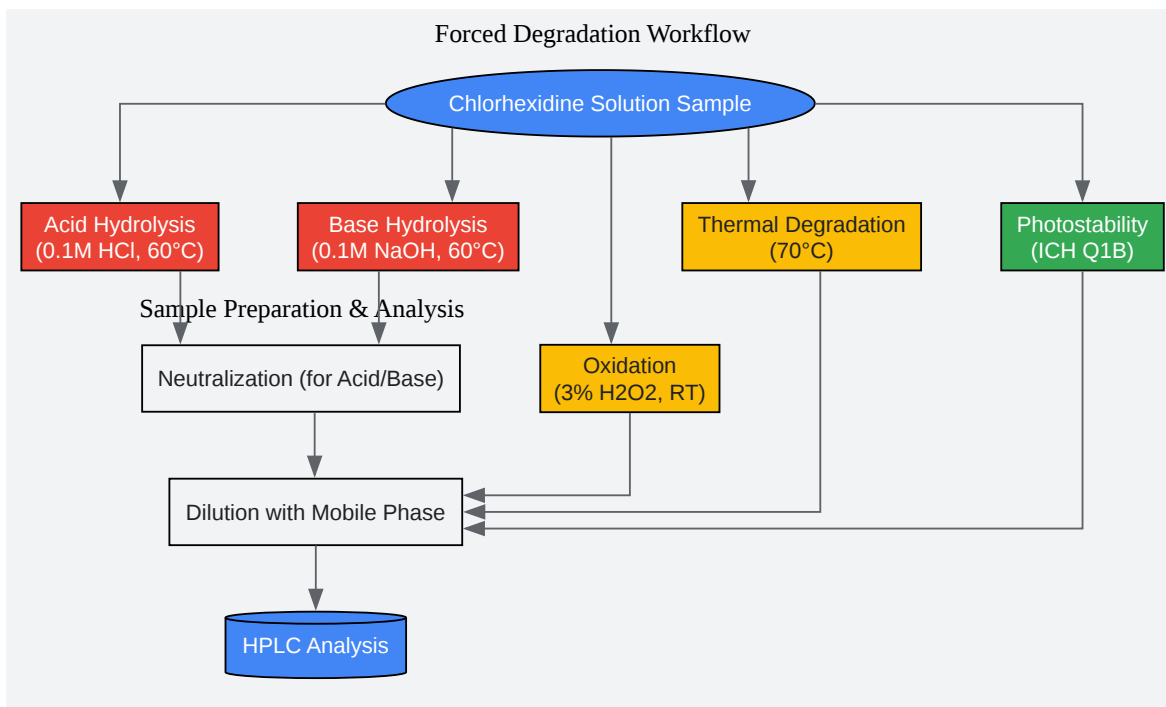 Forced Degradation Workflow
Chlorhexidine Solution Sample
Acid Hydrolysis
(0.1M HCl, 60°C)
Base Hydrolysis
(0.1M NaOH, 60°C)
Thermal Degradation
(70°C)
Photostability
(ICH Q1B)
Sample Preparation & Analysis
Neutralization (for Acid/Base)
Oxidation
(3% H2O2, RT)
Dilution with Mobile Phase
HPLC Analysis